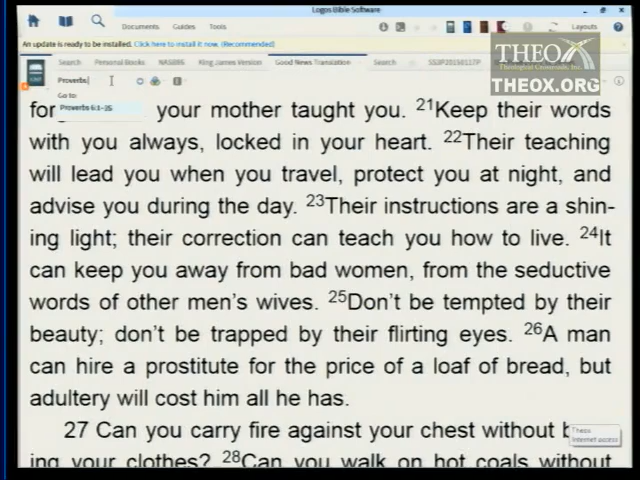 Logos Bible Software
Documents Guides Tools
Layouts
An update is ready to be installed. Click here to install it now. (Recommended)
Search Personal Books NASB95 King James Version Good News Translation Search SS3P20150117P
THEOX
Theological Crossroads, Inc.
THEOX.ORG
Proverbs
Go to:
Proverbs 6:1-35
for your mother taught you. 21Keep their words
with you always, locked in your heart. 22Their teaching
will lead you when you travel, protect you at night, and
advise you during the day. 23Their instructions are a shin-
ing light; their correction can teach you how to live. 24It
can keep you away from bad women, from the seductive
words of other men's wives. 25Don't be tempted by their
beauty; don't be trapped by their flirting eyes. 26A man
can hire a prostitute for the price of a loaf of bread, but
adultery will cost him all he has.
27 Can you carry fire against your chest without b
ing your clothes? 28Can you walk on hot coals without
Theox
Internet access